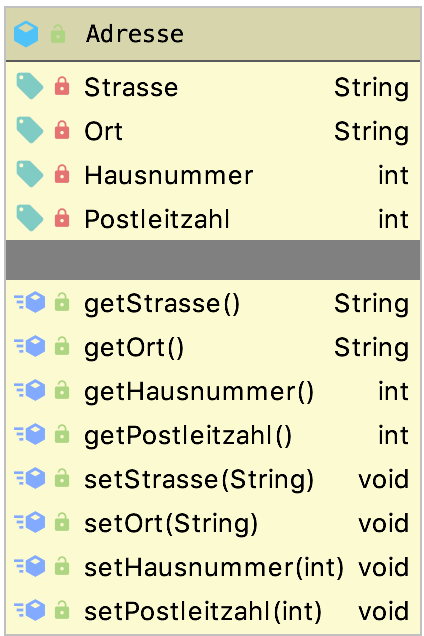 Adresse
Strasse String
Ort String
Hausnummer int
Postleitzahl int
getStrasse() String
getOrt() String
getHausnummer() int
getPostleitzahl() int
setStrasse(String) void
setOrt(String) void
setHausnummer(int) void
setPostleitzahl(int) void